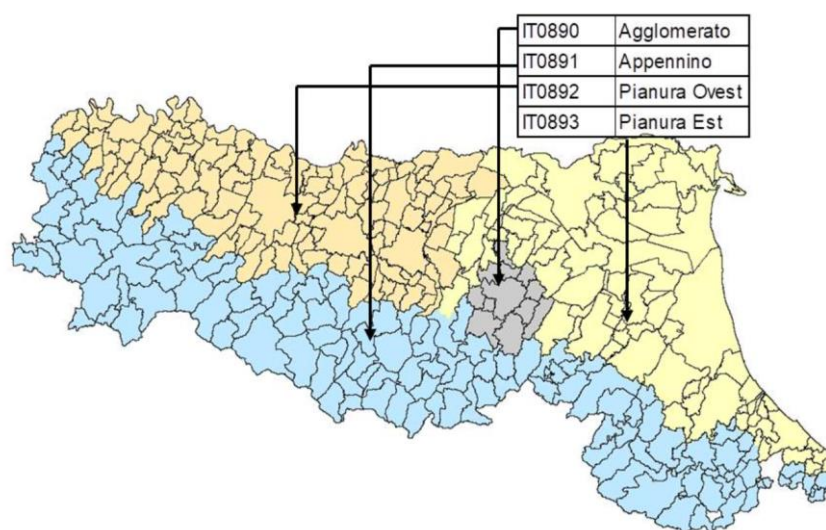 IT0890 Agglomerato
IT0891 Appennino
IT0892 Pianura Ovest
IT0893 Pianura Est